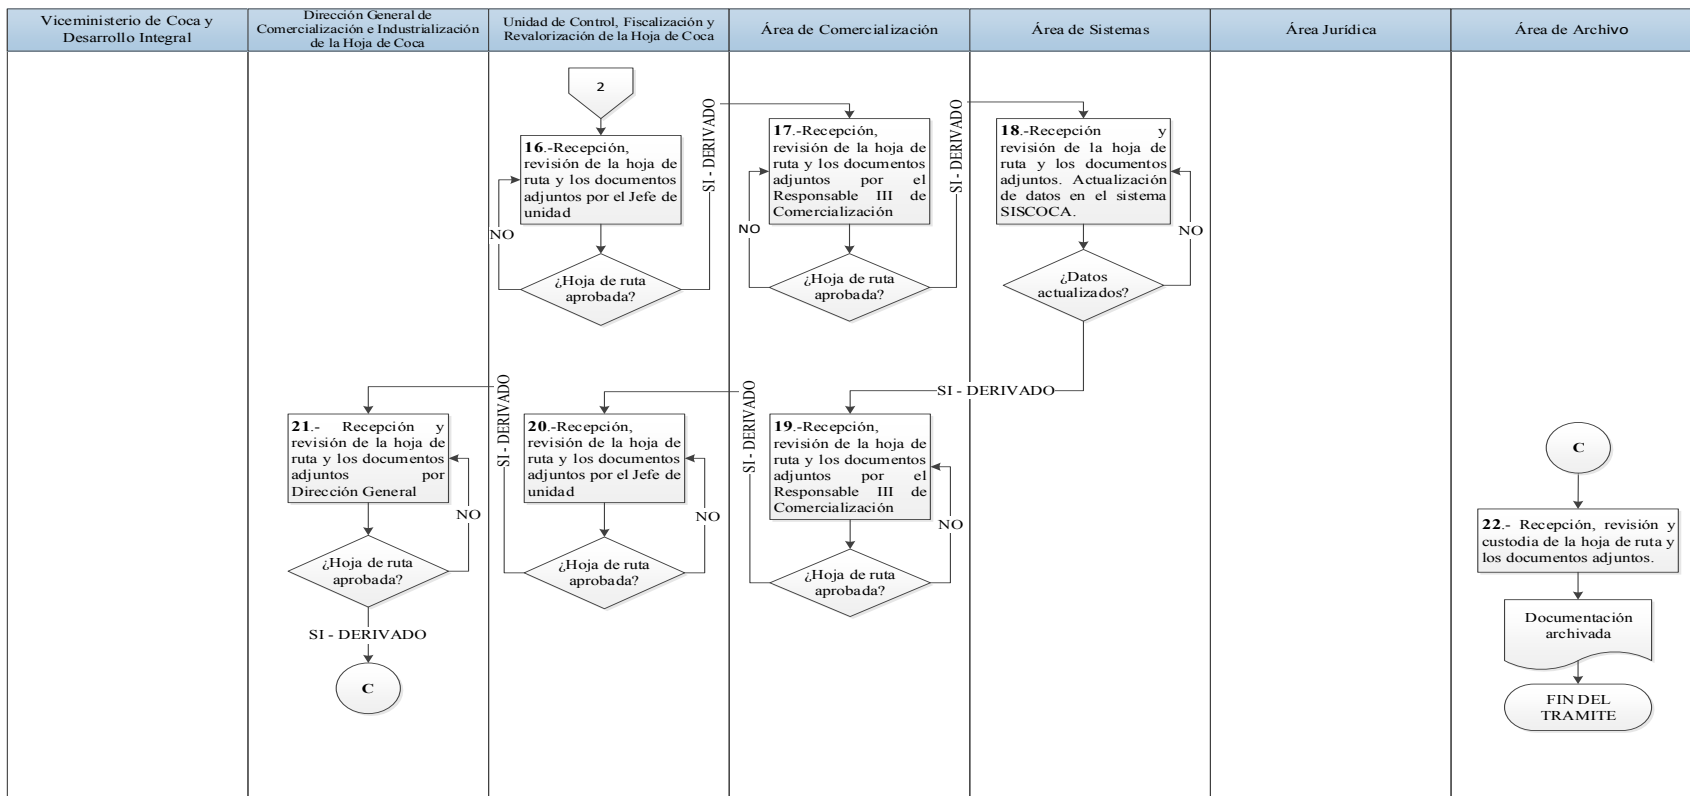 Viceministerio de Coca y
Desarrollo Integral
Dirección General de
Comercialización e Industrialización
de la Hoja de Coca
Unidad de Control, Fiscalización y
Revalorización de la Hoja de Coca
Área de Comercialización
Área de Sistemas
Área Jurídica
Área de Archivo
2
16.-Recepción,
revisión de la hoja de
ruta y los documentos
adjuntos por el Jefe de
unidad
NO
¿Hoja de ruta
aprobada?
SI - DERIVADO
17.-Recepción,
revisión de la hoja de
ruta y los documentos
adjuntos por el
Responsable III de
Comercialización
NO
¿Hoja de ruta
aprobada?
SI - DERIVADO
18.-Recepción y
revisión de la hoja de
ruta y los documentos
adjuntos. Actualización
de datos en el sistema
SISCOCA.
NO
¿Datos
actualizados?
SI - DERIVADO
19.-Recepción,
revisión de la hoja de
ruta y los documentos
adjuntos por el
Responsable III de
Comercialización
NO
¿Hoja de ruta
aprobada?
SI - DERIVADO
20.-Recepción,
revisión de la hoja de
ruta y los documentos
adjuntos por el Jefe de
unidad
NO
¿Hoja de ruta
aprobada?
SI - DERIVADO
21.- Recepción y
revisión de la hoja de
ruta y los documentos
adjuntos por
Dirección General
NO
¿Hoja de ruta
aprobada?
SI - DERIVADO
C
C
22.- Recepción, revisión y
custodia de la hoja de ruta y
los documentos adjuntos.
Documentación
archivada
FIN DEL
TRAMITE